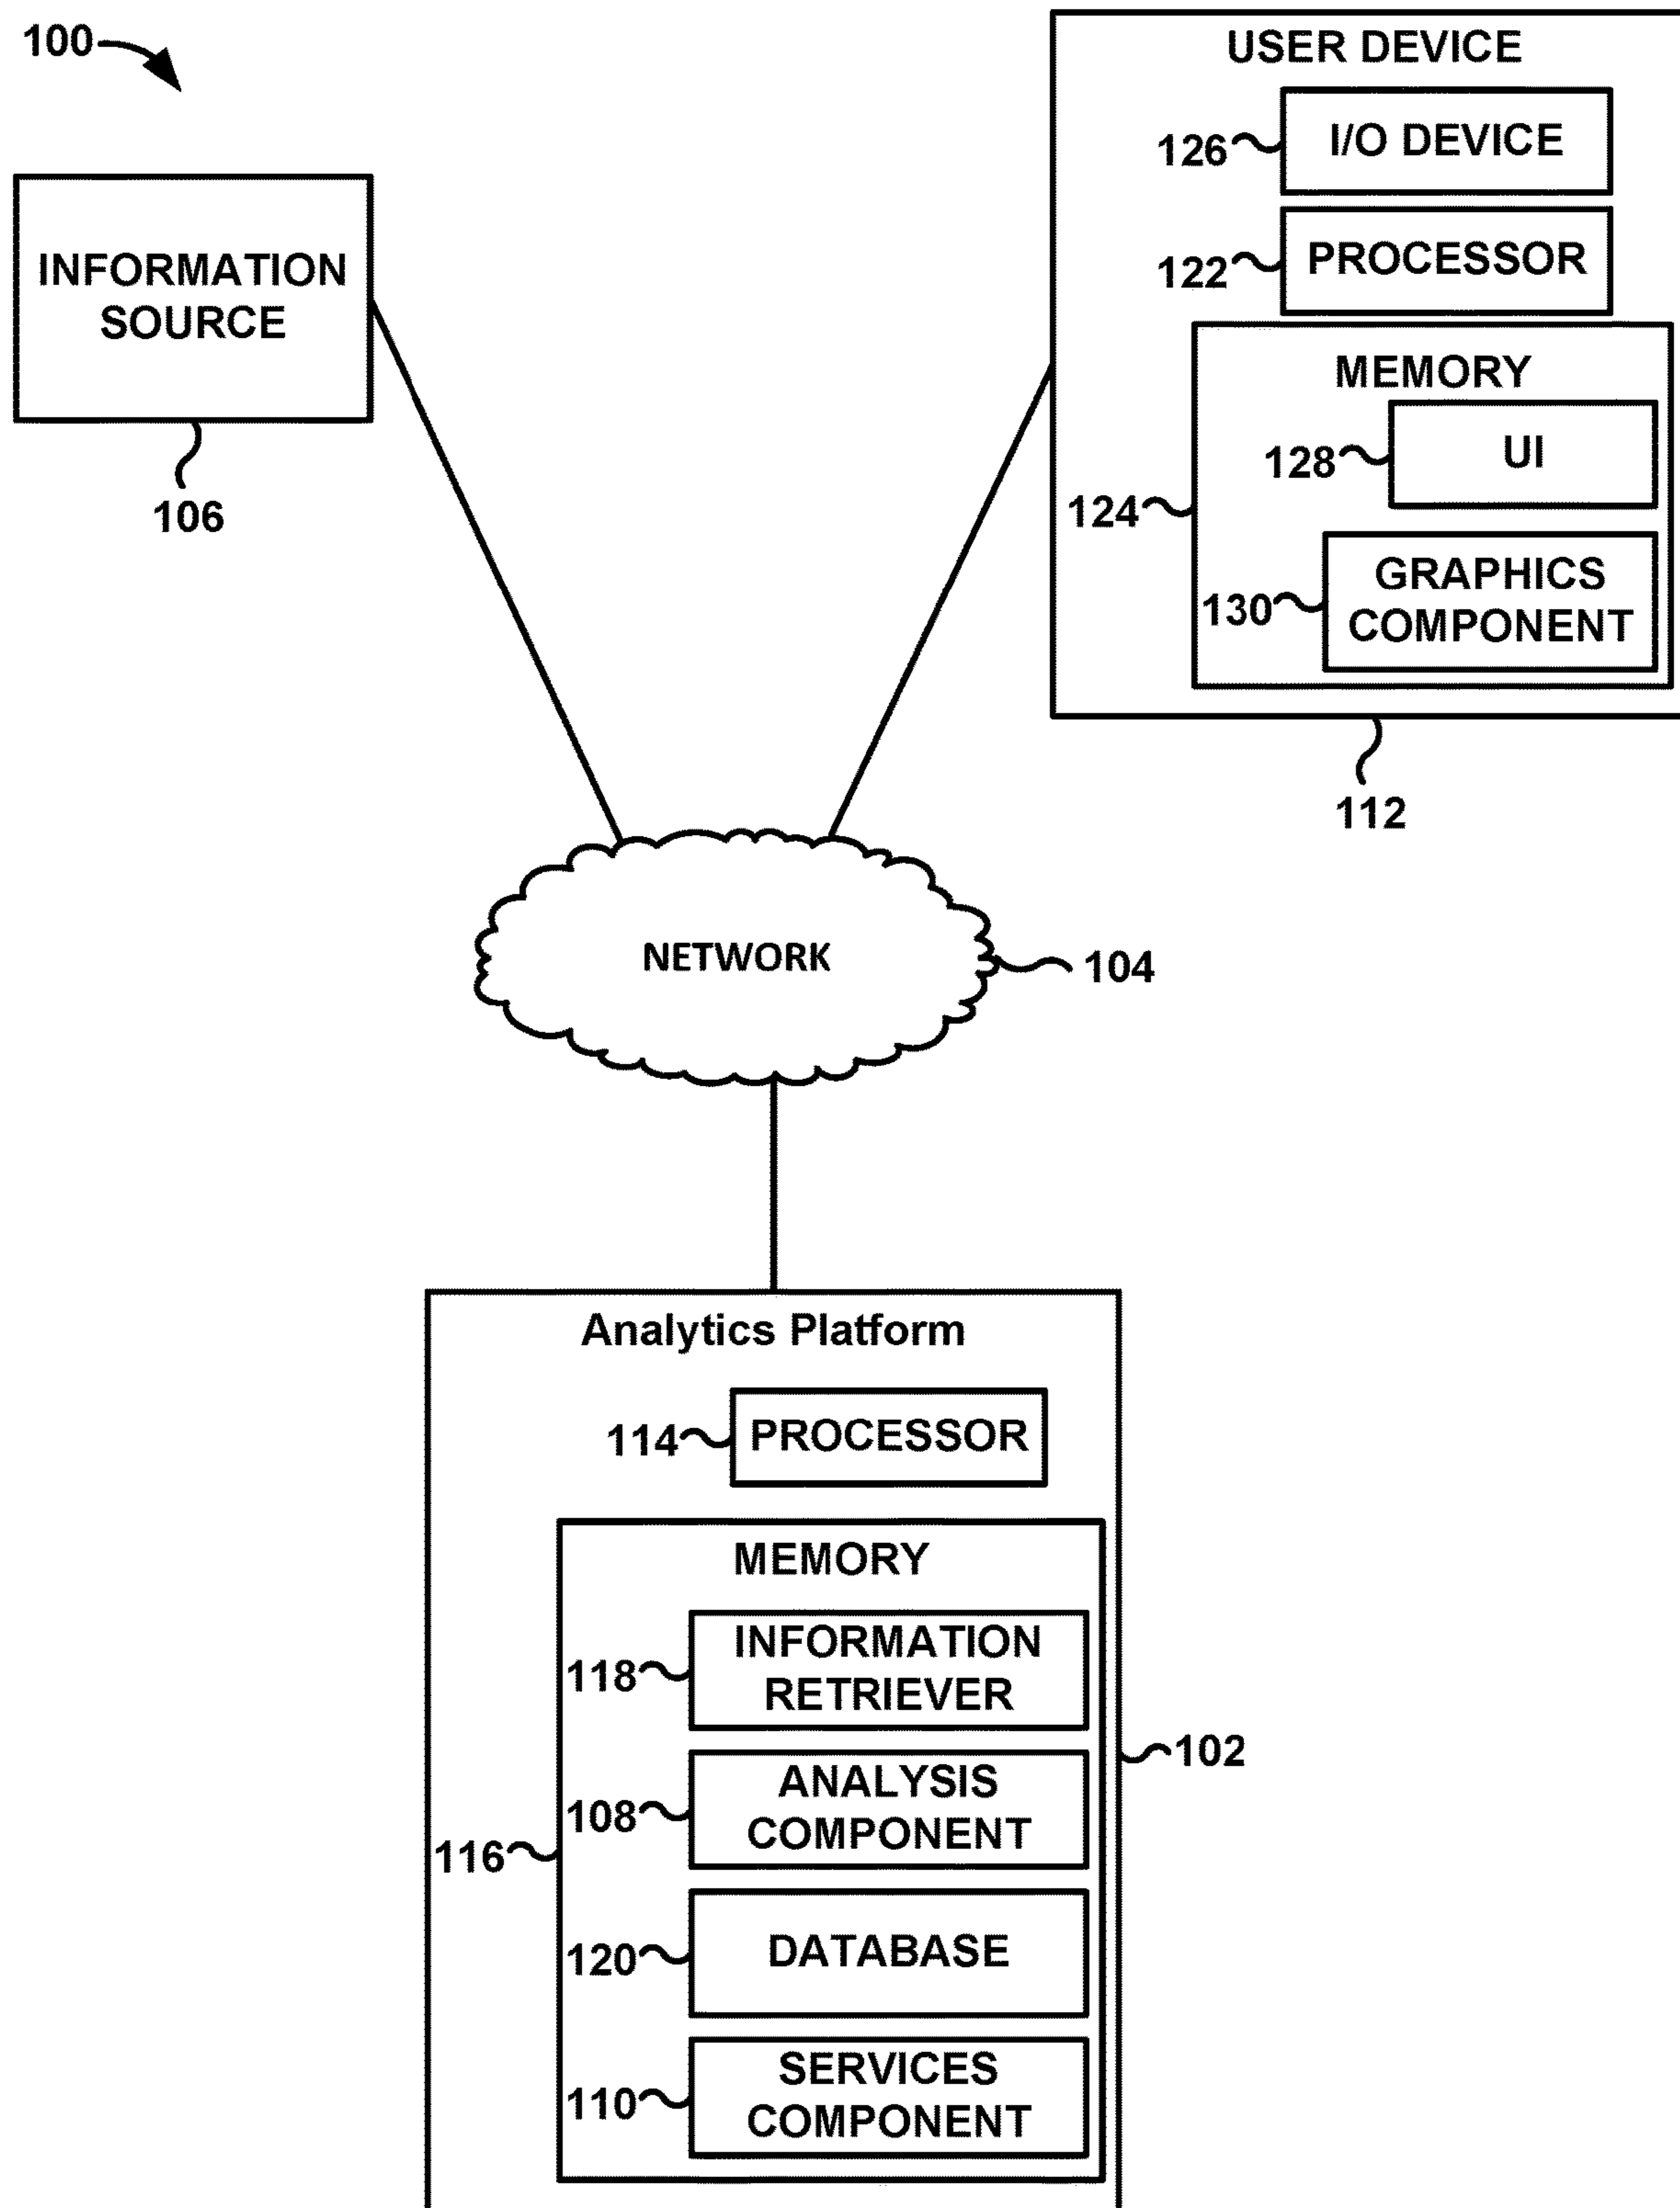 100
INFORMATION
SOURCE
106
USER DEVICE
126
I/O DEVICE
122
PROCESSOR
MEMORY
128
UI
124
130
GRAPHICS
COMPONENT
112
NETWORK
104
Analytics Platform
114
PROCESSOR
MEMORY
118
INFORMATION
RETRIEVER
102
108
ANALYSIS
COMPONENT
116
120
DATABASE
110
SERVICES
COMPONENT